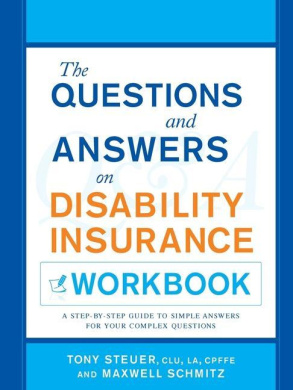 The
QUESTIONS
and
ANSWERS
on
DISABILITY
INSURANCE
WORKBOOK
A STEP-BY-STEP GUIDE TO SIMPLE ANSWERS
FOR YOUR COMPLEX QUESTIONS
TONY STEUER, CLU, LA, CPFFE
AND MAXWELL SCHMITZ